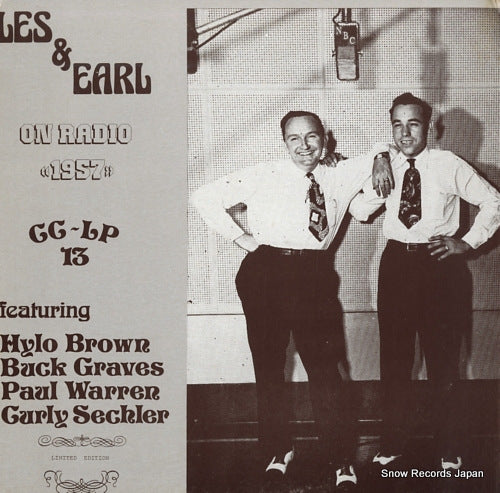 LES
&
EARL
ON RADIO
«1957»
CC-LP
13
featuring
Hylo Brown
Buck Graves
Paul Warren
Curly Sechler
LIMITED EDITION
NBC
Snow Records Japan